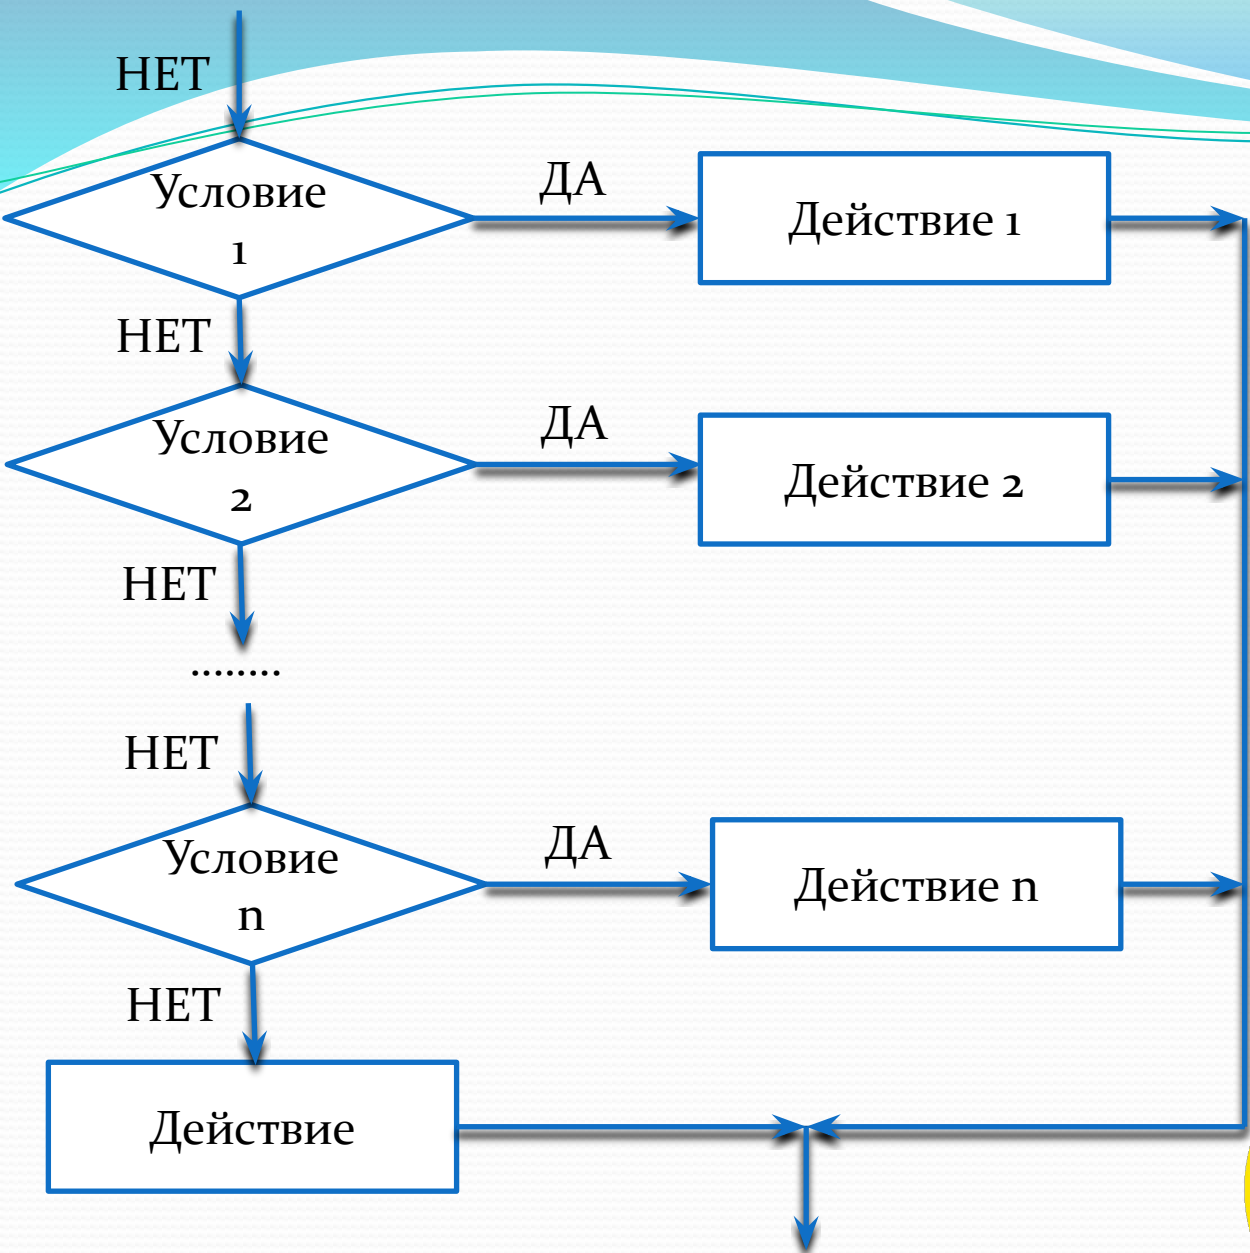 НЕТ
Условие
1
ДА
Действие 1
НЕТ
Условие
2
ДА
Действие 2
НЕТ
........
НЕТ
Условие
n
ДА
Действие n
НЕТ
Действие